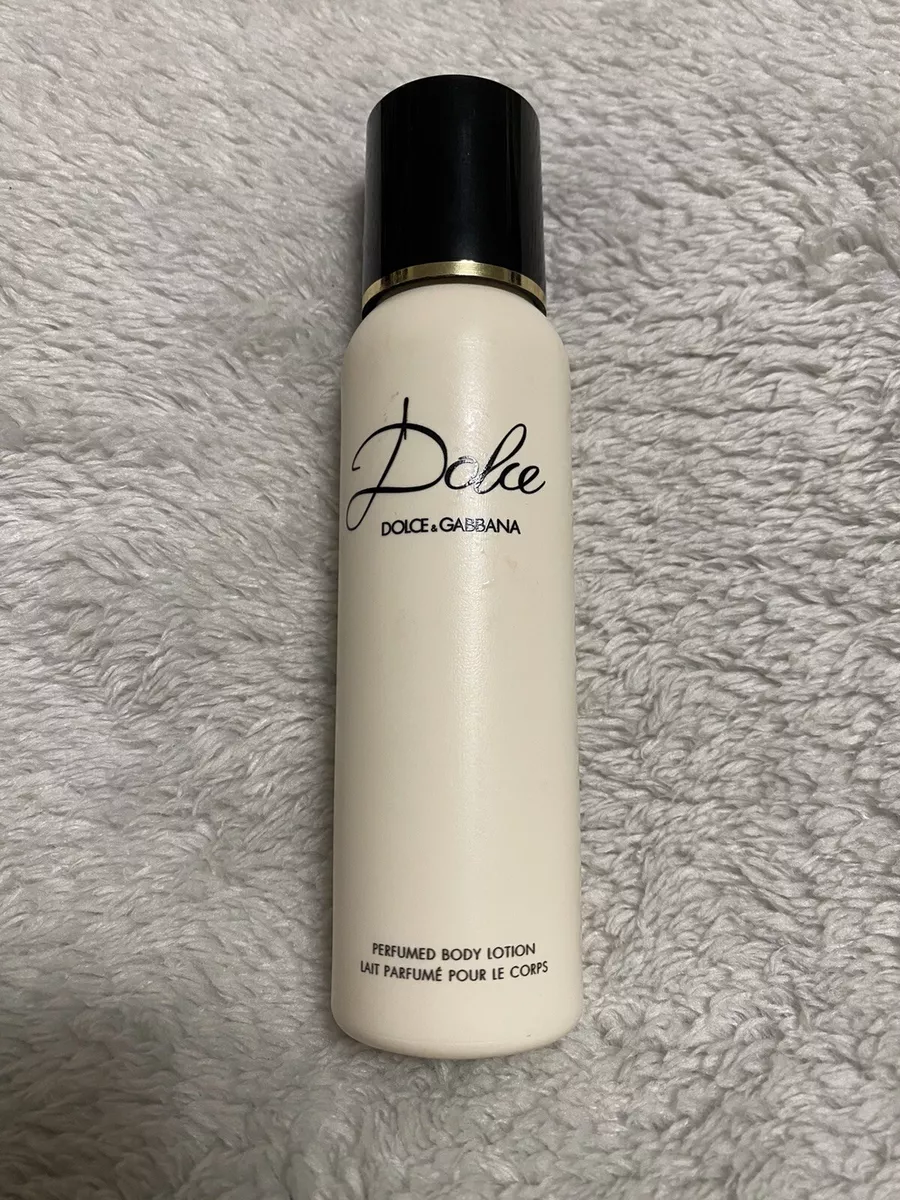 Dolce
DOLCE&GABBANA
PERFUMED BODY LOTION
LAIT PARFUMÉ POUR LE CORPS